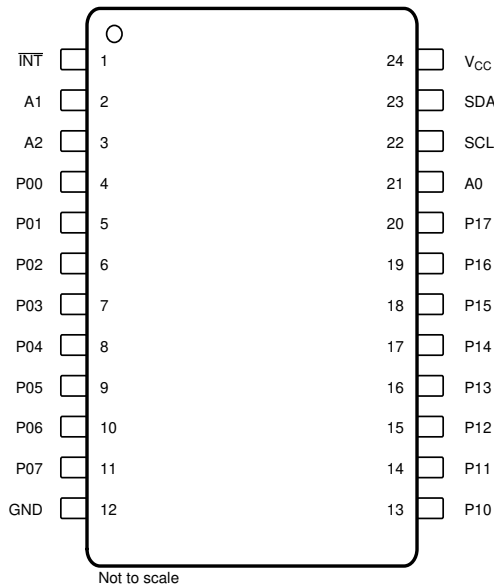 INT 1 24 VCC
A1 2 23 SDA
A2 3 22 SCL
P00 4 21 A0
P01 5 20 P17
P02 6 19 P16
P03 7 18 P15
P04 8 17 P14
P05 9 16 P13
P06 10 15 P12
P07 11 14 P11
GND 12 13 P10
Not to scale